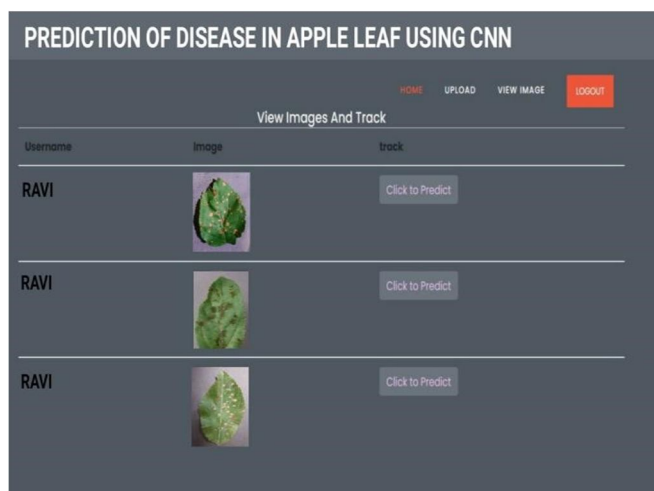 PREDICTION OF DISEASE IN APPLE LEAF USING CNN
HOME UPLOAD VIEW IMAGE LOGOUT
View Images And Track
Username Image track
RAVI Click to Predict
RAVI Click to Predict
RAVI Click to Predict